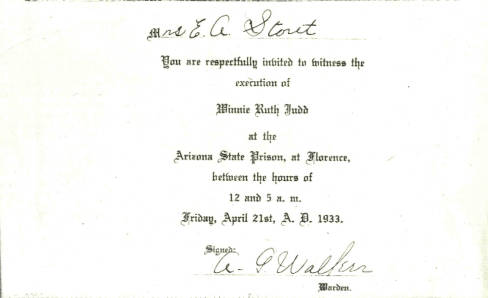 Mrs E. A. Storet
You are respectfully invited to witness the
execution of
Winnie Ruth Judd
at the
Arizona State Prison, at Florence,
between the hours of
12 and 5 a. m.
Friday, April 21st, A. D. 1933.
Signed:
A. G Walker
Warden.